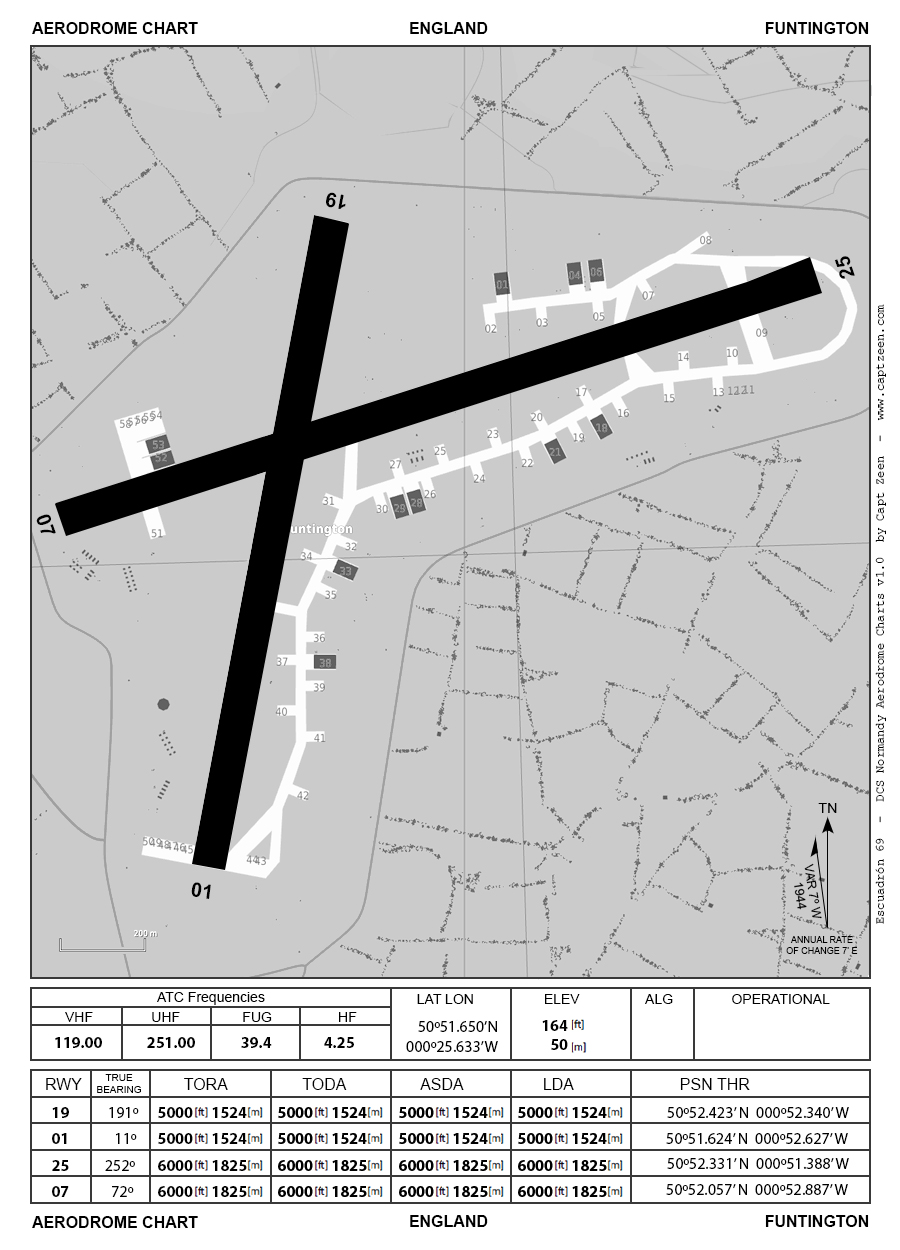 AERODROME CHART ENGLAND FUNTINGTON
19
08
25
01 04 06
07
02 03 05
09
14 10
13 12 11
15
17
16
20
18
23 19
21
25 22
27 24
26
58 57 56 55 54
53
52
07
51
31 30 29 28
untington
32
34
33
35
36
37 38
39
40
41
42
50 49 48 47 46 45
44 43
01
200 m
TN
VAR 7º W
1944
ANNUAL RATE
OF CHANGE 7' E
Escuadrón 69 - DCS Normandy Aerodrome Charts v1.0 by Capt Zeen - www.captzeen.com
ATC Frequencies LAT LON ELEV ALG OPERATIONAL
VHF UHF FUG HF
119.00 251.00 39.4 4.25
50º51.650'N 164 [ft]
000º25.633'W 50 [m]
RWY TRUE BEARING TORA TODA ASDA LDA PSN THR
19 191º 5000[ft] 1524[m] 5000[ft] 1524[m] 5000[ft] 1524[m] 5000[ft] 1524[m] 50º52.423'N 000º52.340'W
01 11º 5000[ft] 1524[m] 5000[ft] 1524[m] 5000[ft] 1524[m] 5000[ft] 1524[m] 50º51.624'N 000º52.627'W
25 252º 6000[ft] 1825[m] 6000[ft] 1825[m] 6000[ft] 1825[m] 6000[ft] 1825[m] 50º52.331'N 000º51.388'W
07 72º 6000[ft] 1825[m] 6000[ft] 1825[m] 6000[ft] 1825[m] 6000[ft] 1825[m] 50º52.057'N 000º52.887'W
AERODROME CHART ENGLAND FUNTINGTON